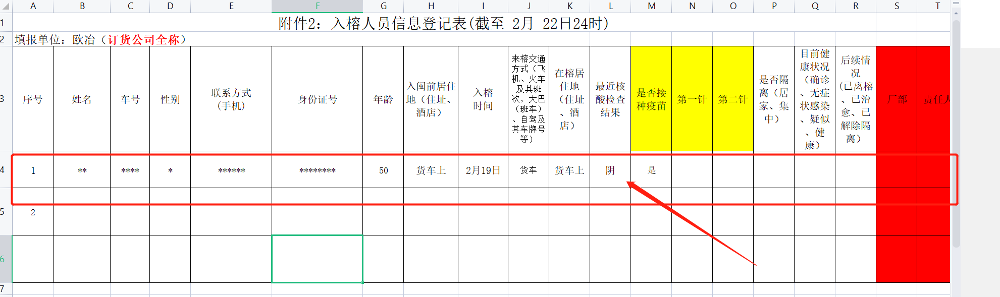 A B C D E F G H I J K L M N O P Q R S T
1 附件2：入榕人员信息登记表(截至 2月 22日24时)
2 填报单位：欧冶（订货公司全称）
3
序号
姓名
车号
性别
联系方式
(手机)
身份证号
年龄
入闽前居住
地（住址、
酒店）
入榕
时间
来榕交通
方式（飞
机、火车
及其班
次，大巴
（班车）
、自驾及
其车牌号
等）
在榕居
住地
（住址
、酒
店）
最近核
酸检查
结果
是否接
种疫苗
第一针
第二针
是否隔
离（居
家、集
中）
目前健
康状况
（确诊
、无症
状感染
、疑似
、健
康）
后续情
况
(已离榕
、已治
愈、已
解除隔
离）
厂部
责任人
4 1 ** **** * ****** ******** 50 货车上 2月19日 货车 货车上 阴 是
5 2
6
7